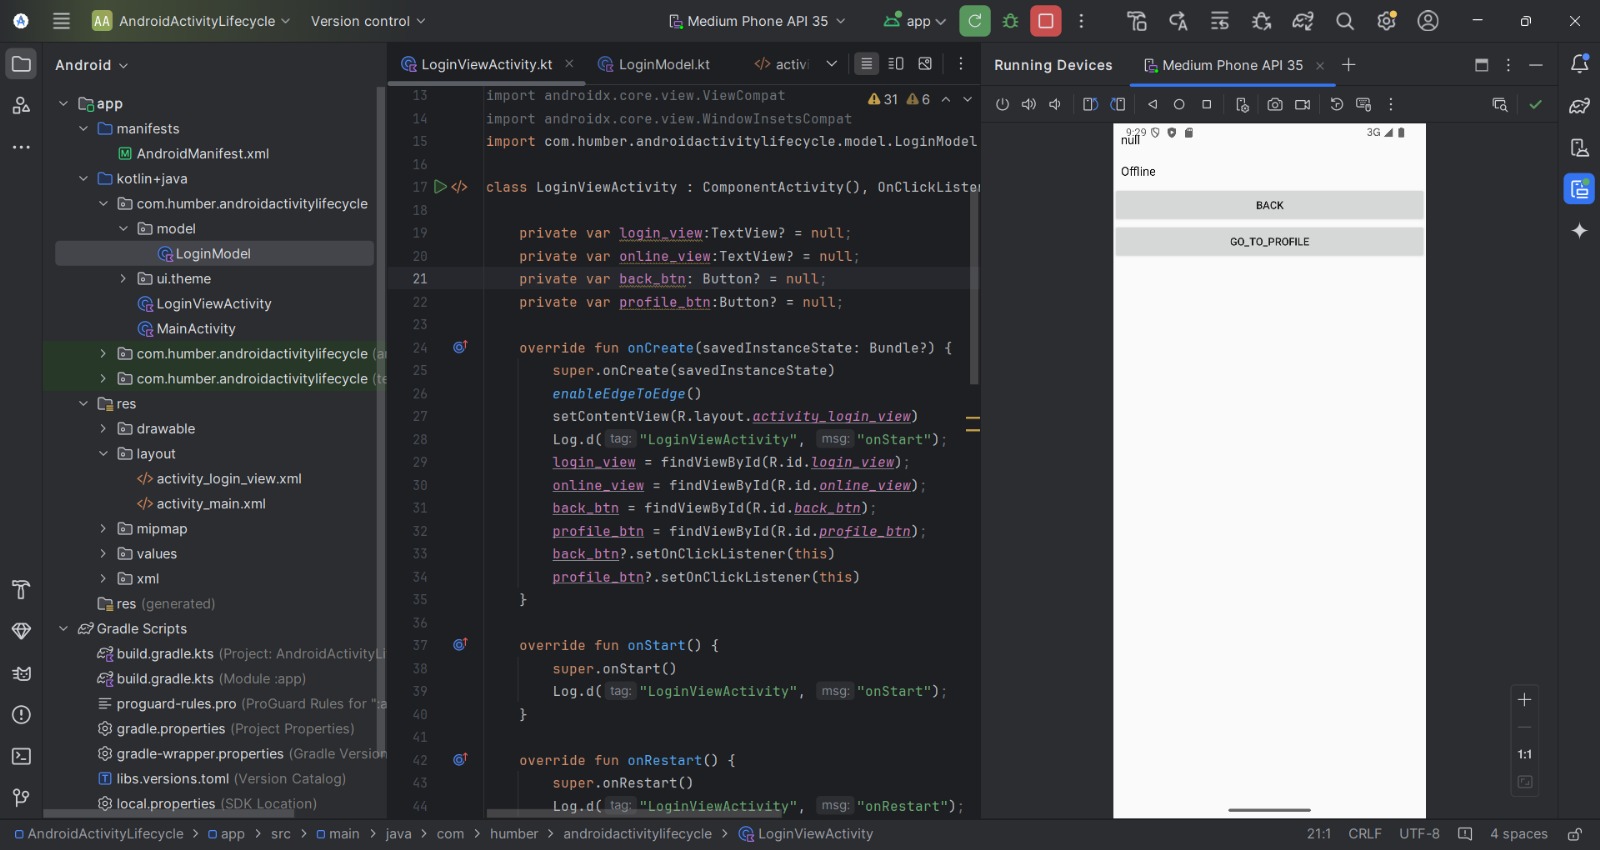 AA AndroidActivityLifecycle Version control Medium Phone API 35 app
Android
app
manifests
AndroidManifest.xml
kotlin+java
com.humber.androidactivitylifecycle
model
LoginModel
ui.theme
LoginViewActivity
MainActivity
com.humber.androidactivitylifecycle
com.humber.androidactivitylifecycle
res
drawable
layout
activity_login_view.xml
activity_main.xml
mipmap
values
xml
res (generated)
Gradle Scripts
build.gradle.kts (Project: AndroidActivityLi
build.gradle.kts (Module :app)
proguard-rules.pro (ProGuard Rules for ":a
gradle.properties (Project Properties)
gradle-wrapper.properties (Gradle Version
libs.versions.toml (Version Catalog)
local.properties (SDK Location)
LoginViewActivity.kt LoginModel.kt activi
31 6
13 import androidx.core.view.ViewCompat
14 import androidx.core.view.WindowInsetsCompat
15 import com.humber.androidactivitylifecycle.model.LoginModel
16
17 class LoginViewActivity : ComponentActivity(), OnClickListe
18
19 private var login_view:TextView? = null;
20 private var online_view:TextView? = null;
21 private var back_btn: Button? = null;
22 private var profile_btn:Button? = null;
23
24 override fun onCreate(savedInstanceState: Bundle?) {
25 super.onCreate(savedInstanceState)
26 enableEdgeToEdge()
27 setContentView(R.layout.activity_login_view)
28 Log.d( tag: "LoginViewActivity", msg: "onStart");
29 login_view = findViewById(R.id.login_view);
30 online_view = findViewById(R.id.online_view);
31 back_btn = findViewById(R.id.back_btn);
32 profile_btn = findViewById(R.id.profile_btn);
33 back_btn?.setOnClickListener(this)
34 profile_btn?.setOnClickListener(this)
35 }
36
37 override fun onStart() {
38 super.onStart()
39 Log.d( tag: "LoginViewActivity", msg: "onStart");
40 }
41
42 override fun onRestart() {
43 super.onRestart()
44 Log.d( tag: "LoginViewActivity", msg: "onRestart");
Running Devices Medium Phone API 35
9:29 3G
null
Offline
BACK
GO_TO_PROFILE
1:1
AndroidActivityLifecycle > app > src > main > java > com > humber > androidactivitylifecycle > LoginViewActivity
21:1 CRLF UTF-8 4 spaces